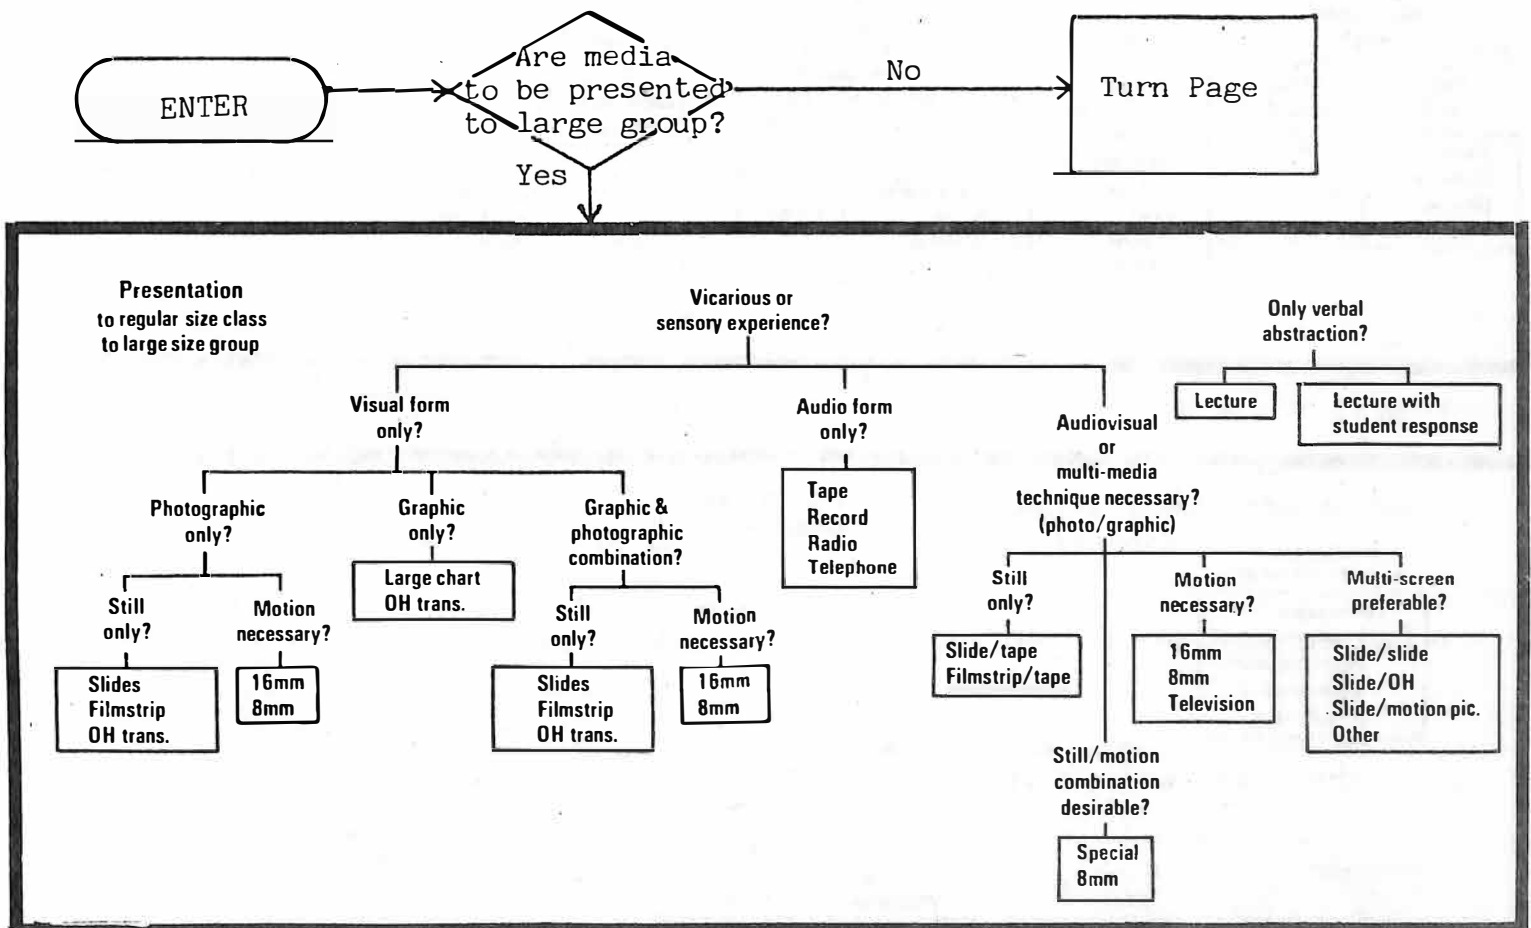 ENTER
Are media
to be presented
to large group?
No
Turn Page
Yes
Presentation
to regular size class
to large size group
Vicarious or
sensory experience?
Only verbal
abstraction?
Lecture
Lecture with
student response
Visual form
only?
Audio form
only?
Audiovisual
or
multi-media
technique necessary?
(photo/graphic)
Tape
Record
Radio
Telephone
Photographic
only?
Graphic
only?
Graphic &
photographic
combination?
Large chart
OH trans.
Still
only?
Motion
necessary?
Slides
Filmstrip
OH trans.
16mm
8mm
Still
only?
Motion
necessary?
Slides
Filmstrip
OH trans.
16mm
8mm
Still
only?
Slide/tape
Filmstrip/tape
Motion
necessary?
16mm
8mm
Television
Multi-screen
preferable?
Slide/slide
Slide/OH
Slide/motion pic.
Other
Still/motion
combination
desirable?
Special
8mm